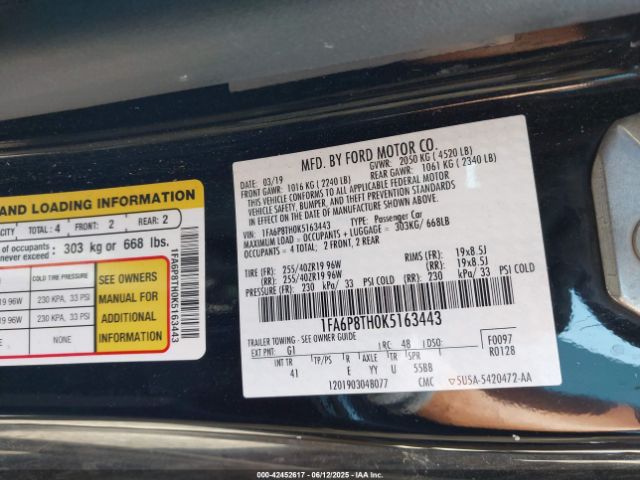 AND LOADING INFORMATION
CITY TOTAL: 4 FRONT: 2 REAR: 2
of occupants: 303 kg or 668 lbs.
never exceed:
COLD TIRE PRESSURE
SEE OWNERS
MANUAL FOR
ADDITIONAL
INFORMATION
R19 96W 230 KPA, 33 PSI
R19 96W 230 KPA, 33 PSI
NONE
1FA6P8TH0K5163443
MFD. BY FORD MOTOR CO.
DATE: 03/19 GVWR: 2050 KG (4520 LB)
FRONT GAWR: 1016 KG (2240 LB) REAR GAWR: 1061 KG (2340 LB)
THIS VEHICLE CONFORMS TO ALL APPLICABLE FEDERAL MOTOR
VEHICLE SAFETY, BUMPER, AND THEFT PREVENTION STANDARDS
IN EFFECT ON THE DATE OF MANUFACTURE SHOWN ABOVE.
VIN: 1FA6P8TH0K5163443 TYPE: Passenger Car
MAXIMUM LOAD = OCCUPANTS + LUGGAGE = 303KG/ 668LB
OCCUPANTS = 4 TOTAL; 2 FRONT, 2 REAR
TIRE (FR): 255/40ZR19 96W RIMS (FR): 19x8.5J
(RR): 255/40ZR19 96W (RR): 19x8.5J
PRESSURE (FR): 230 kPa/ 33 PSI COLD (RR): 230 kPa/ 33 PSI COLD
1FA6P8TH0K5163443
TRAILER TOWING - SEE OWNER GUIDE
EXT PNT: G1 RC: 48 DSO: F0097
R0128
INT TR TP/PS R AXLE TR SPR
41 E YY U 55BB
1201903048077 CMC 5U5A-5420472-AA
000-42452617 - 06/12/2025 - IAAI.COM